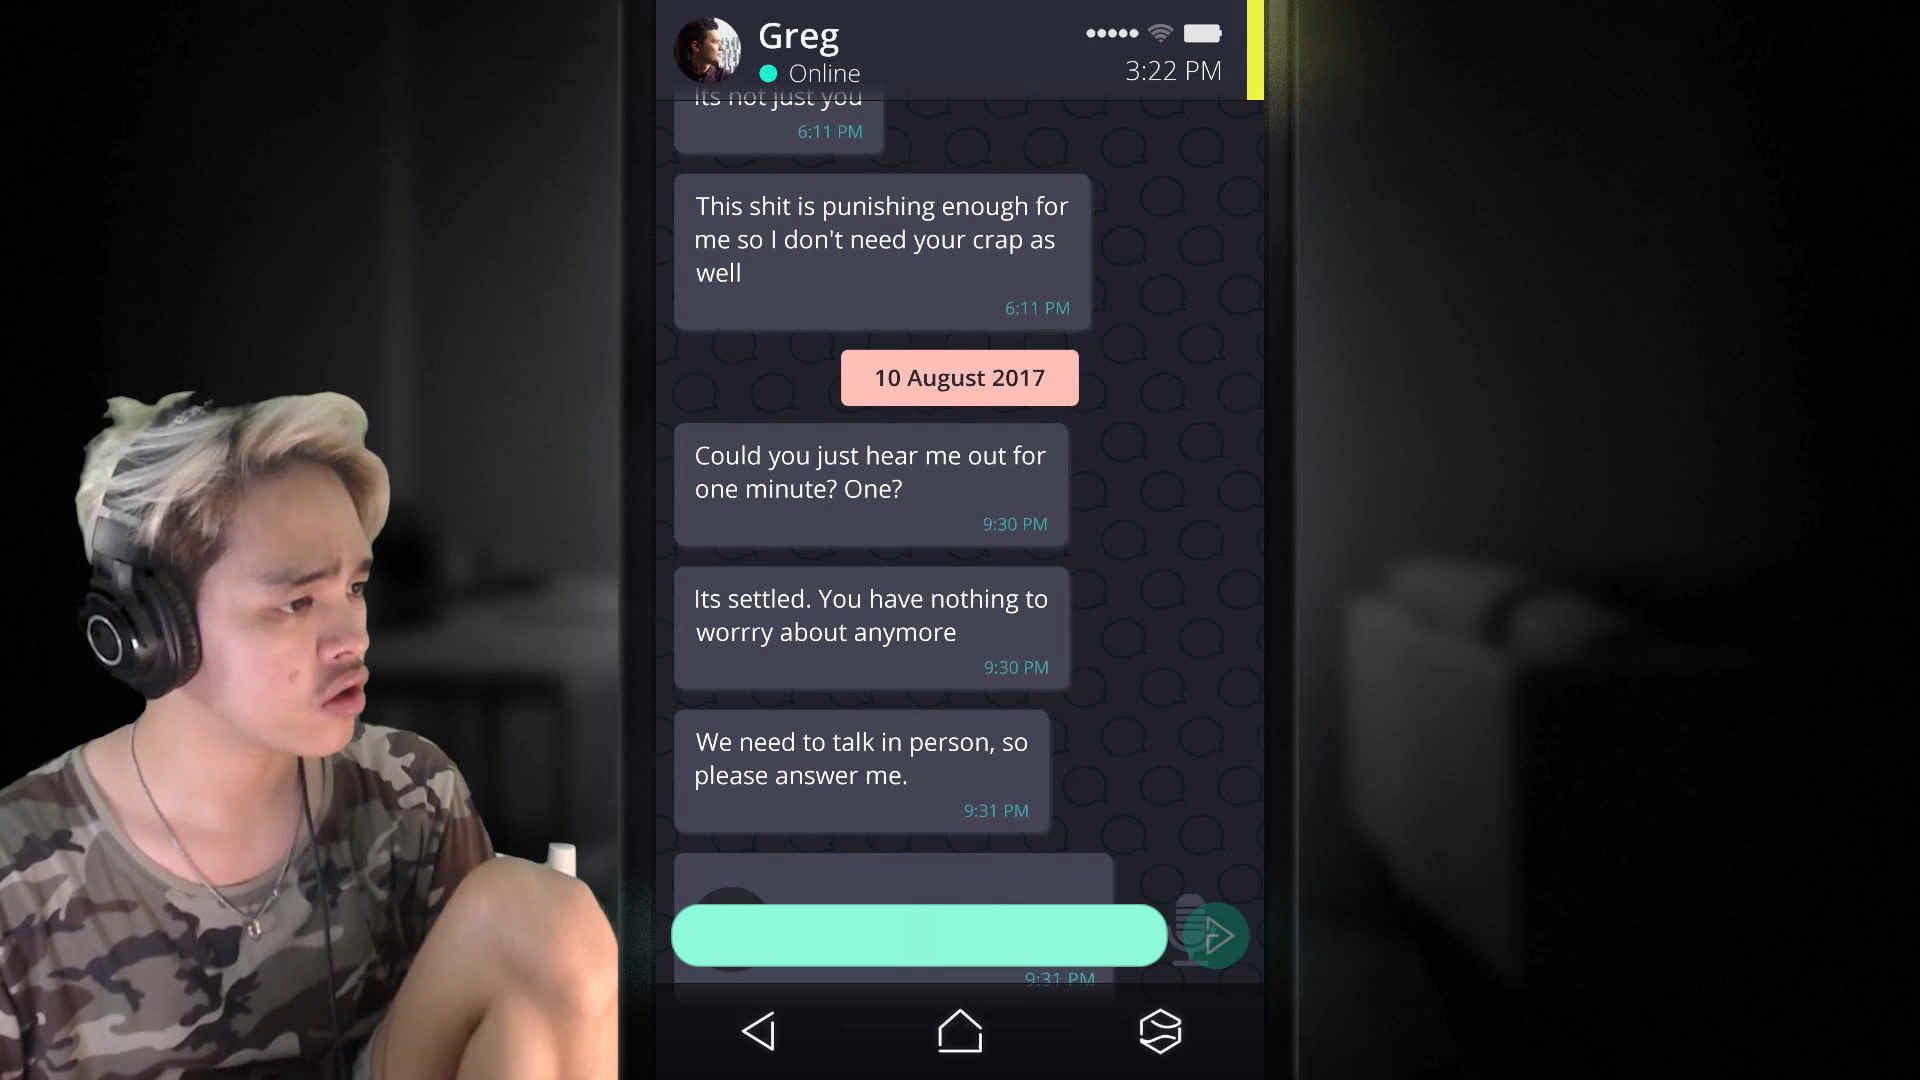 Greg
Online
3:22 PM
Its not just you
6:11 PM
This shit is punishing enough for
me so I don't need your crap as
well
6:11 PM
10 August 2017
Could you just hear me out for
one minute? One?
9:30 PM
Its settled. You have nothing to
worrry about anymore
9:30 PM
We need to talk in person, so
please answer me.
9:31 PM
9:31 PM